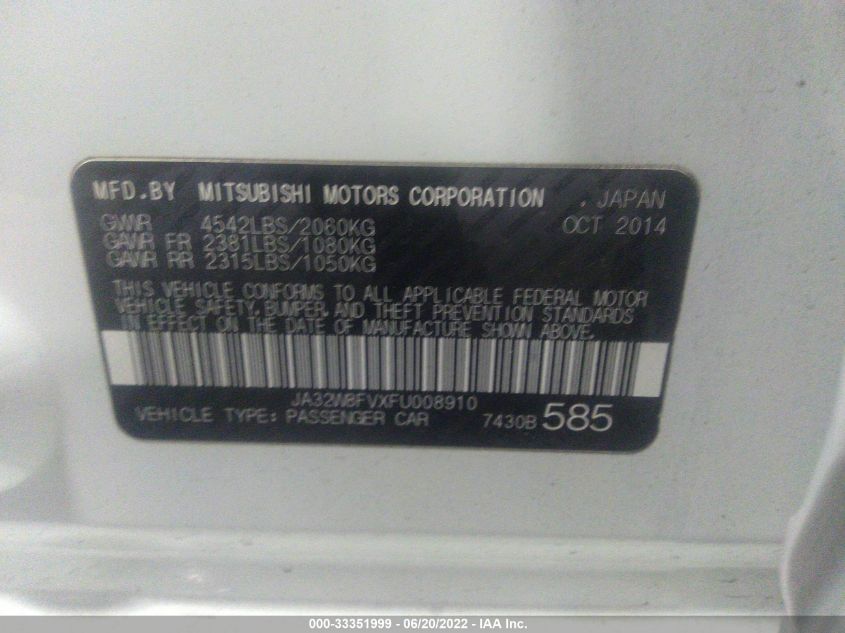 MFD.BY MITSUBISHI MOTORS CORPORATION , JAPAN
GVWR 4542LBS/2060KG OCT 2014
GAWR FR 2381LBS/1080KG
GAWR RR 2315LBS/1050KG
THIS VEHICLE CONFORMS TO ALL APPLICABLE FEDERAL MOTOR
VEHICLE SAFETY, BUMPER, AND THEFT PREVENTION STANDARDS
IN EFFECT ON THE DATE OF MANUFACTURE SHOWN ABOVE.
JA32W8FVXFU008910
VEHICLE TYPE: PASSENGER CAR 7430B 585
000-33351999 - 06/20/2022 - IAA Inc.